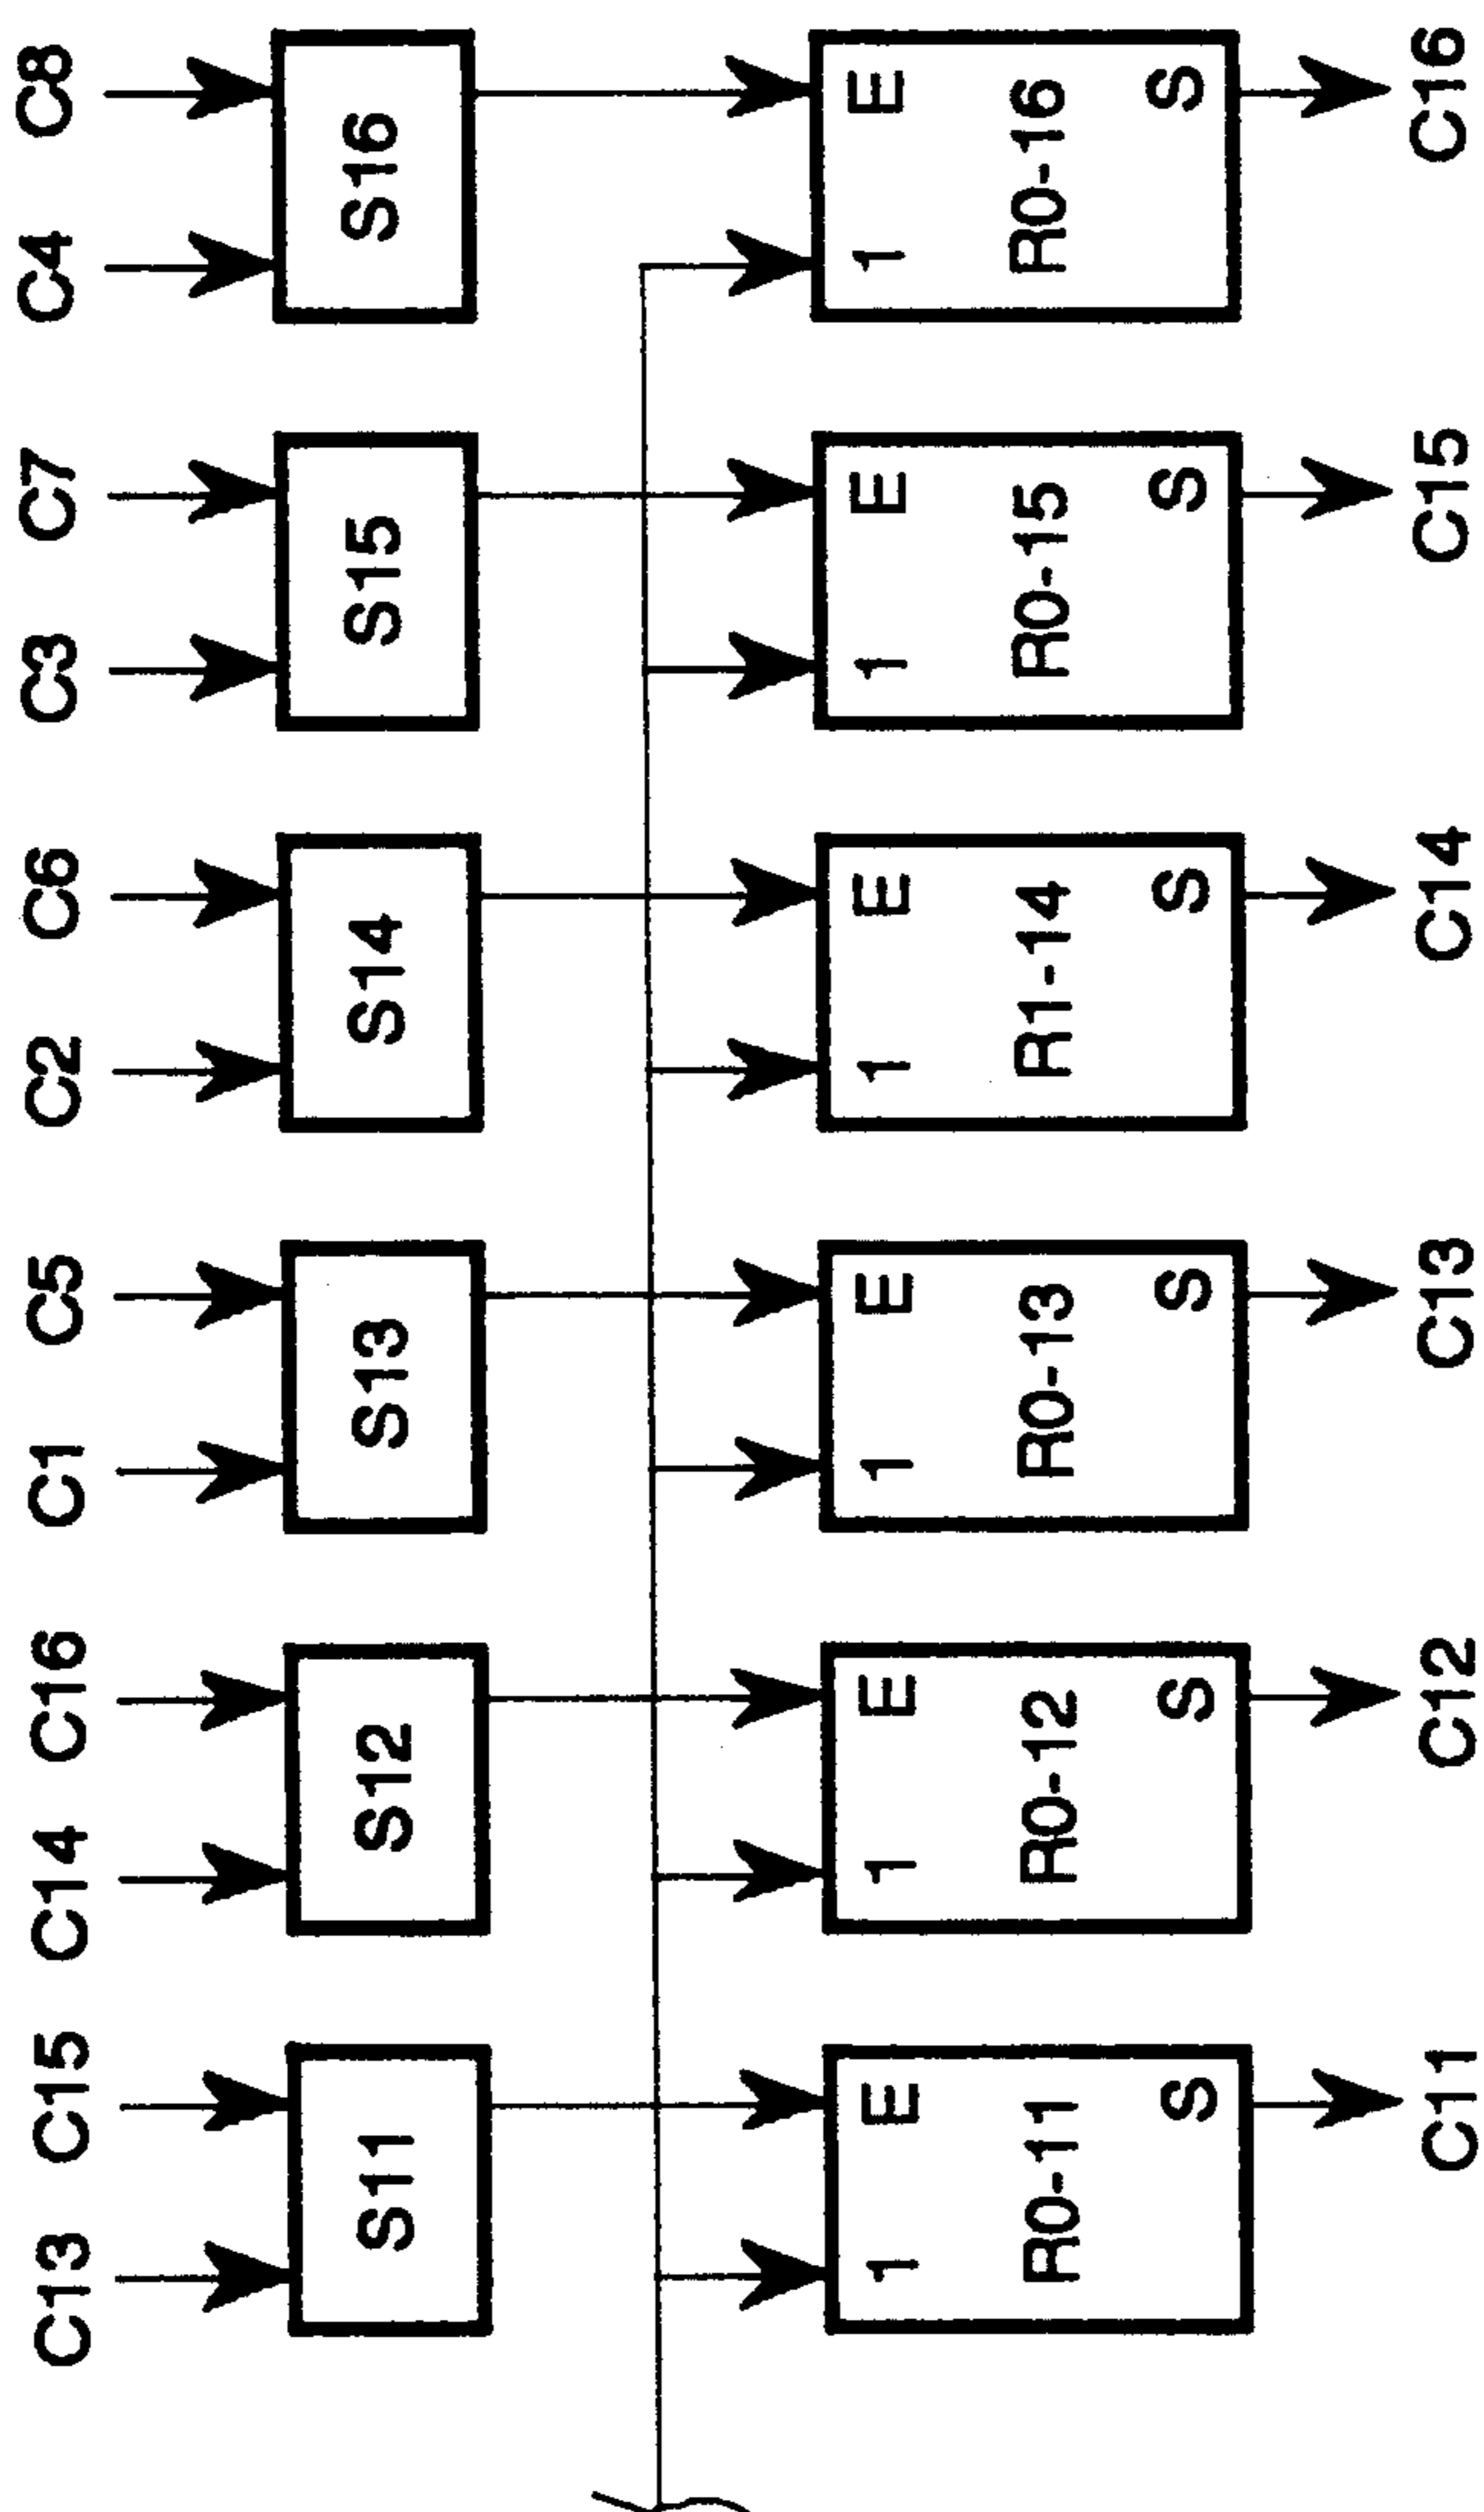 C13 C15 C14 C16 C1 C5 C2 C6 C3 C7 C4 C8
S11 S12 S13 S14 S15 S16
1 E 1 E 1 E 1 E 1 E 1 E
R0-11 R0-12 R0-13 R1-14 R0-15 R0-16
S S S S S S
C11 C12 C13 C14 C15 C16